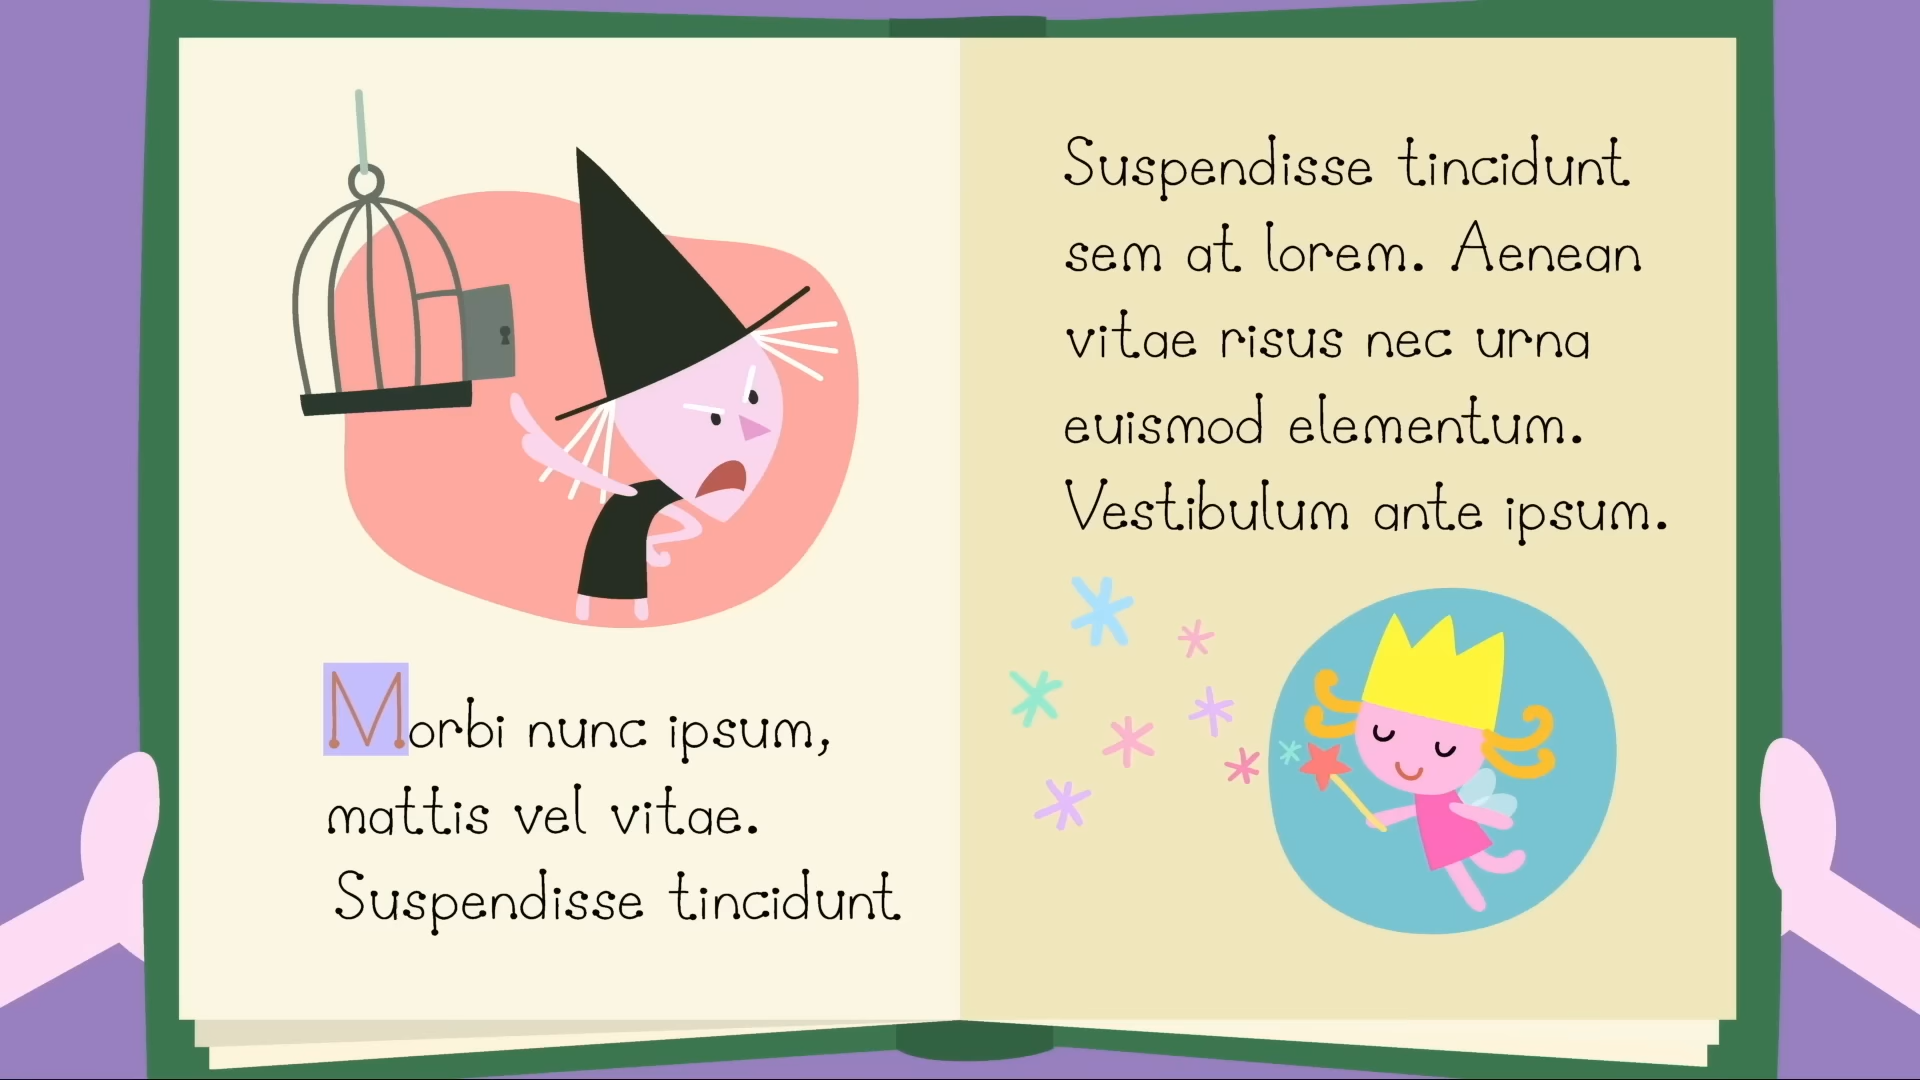 Morbi nunc ipsum,
mattis vel vitae.
Suspendisse tincidunt
Suspendisse tincidunt
sem at lorem. Aenean
vitae risus nec urna
euismod elementum.
Vestibulum ante ipsum.